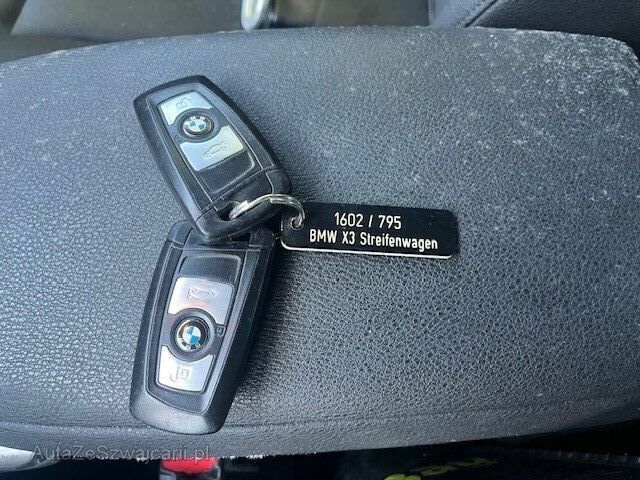 1602 / 795
BMW X3 Streifenwagen
AutaZeSzwajcarii.pl